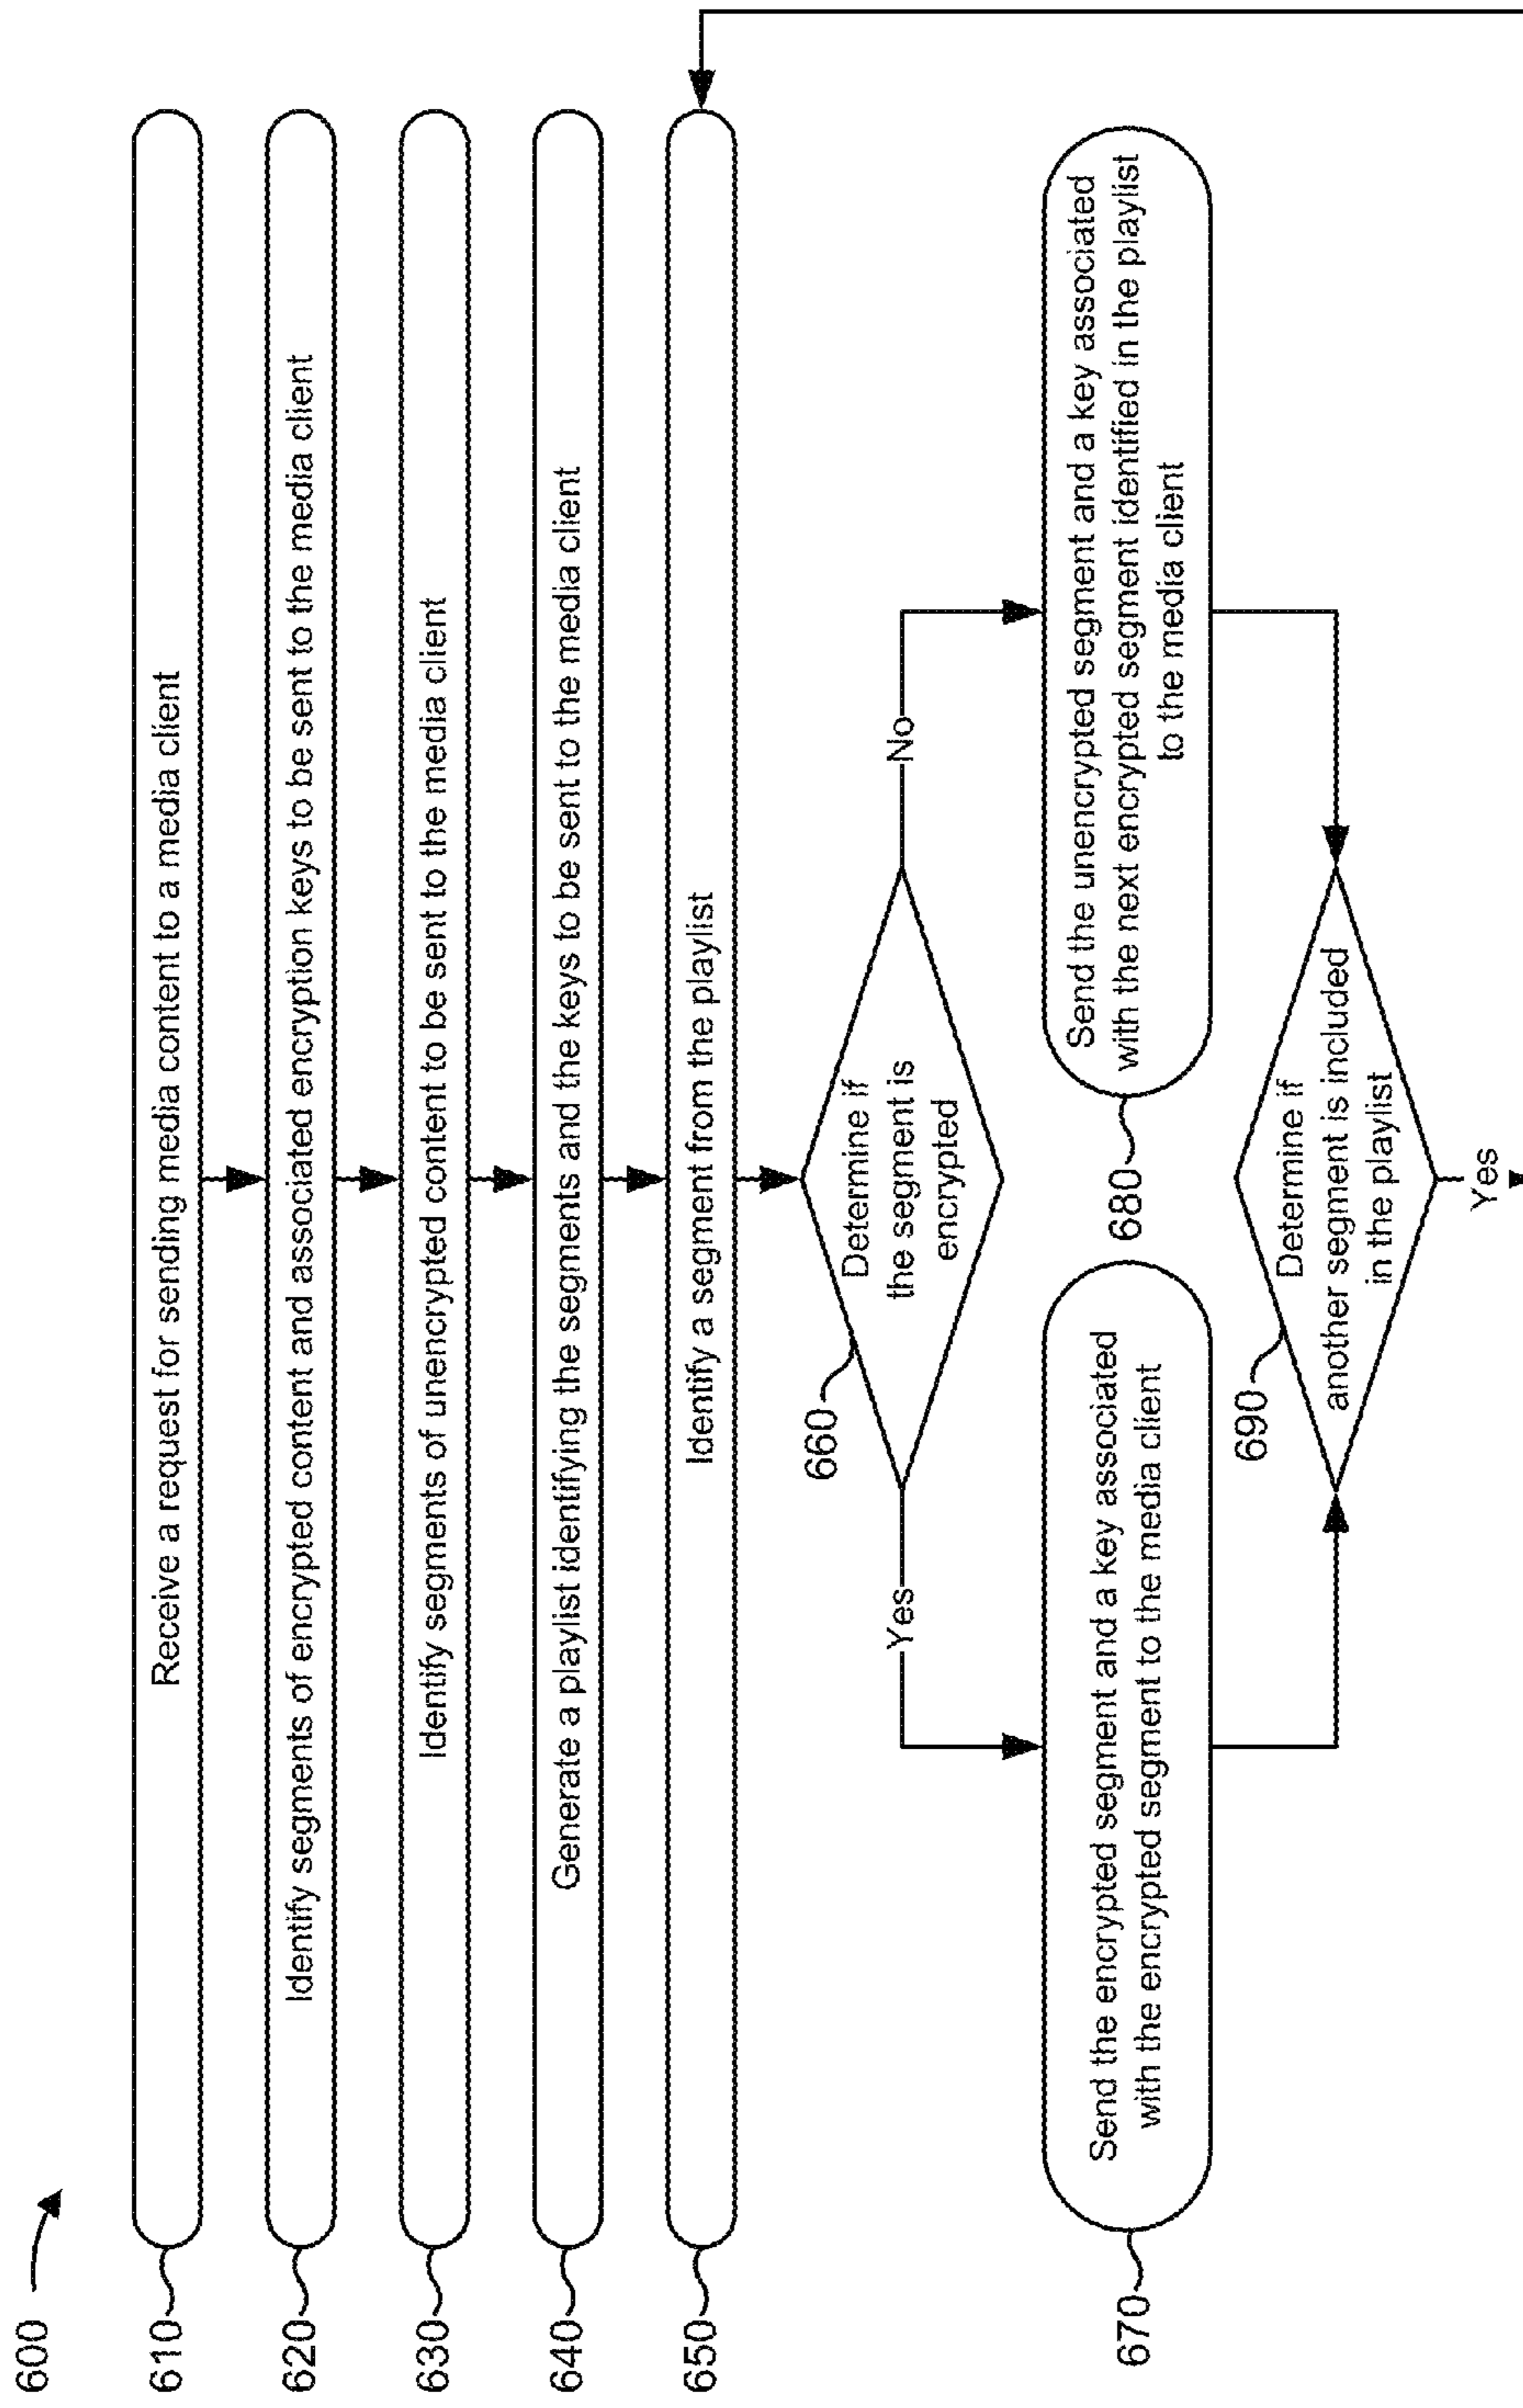 600
610
Receive a request for sending media content to a media client
620
Identify segments of encrypted content and associated encryption keys to be sent to the media client
630
Identify segments of unencrypted content to be sent to the media client
640
Generate a playlist identifying the segments and the keys to be sent to the media client
650
Identify a segment from the playlist
660
Determine if
the segment is
encrypted
Yes
No
670
Send the encrypted segment and a key associated
with the encrypted segment to the media client
680
Send the unencrypted segment and a key associated
with the next encrypted segment identified in the playlist
to the media client
690
Determine if
another segment is included
in the playlist
Yes